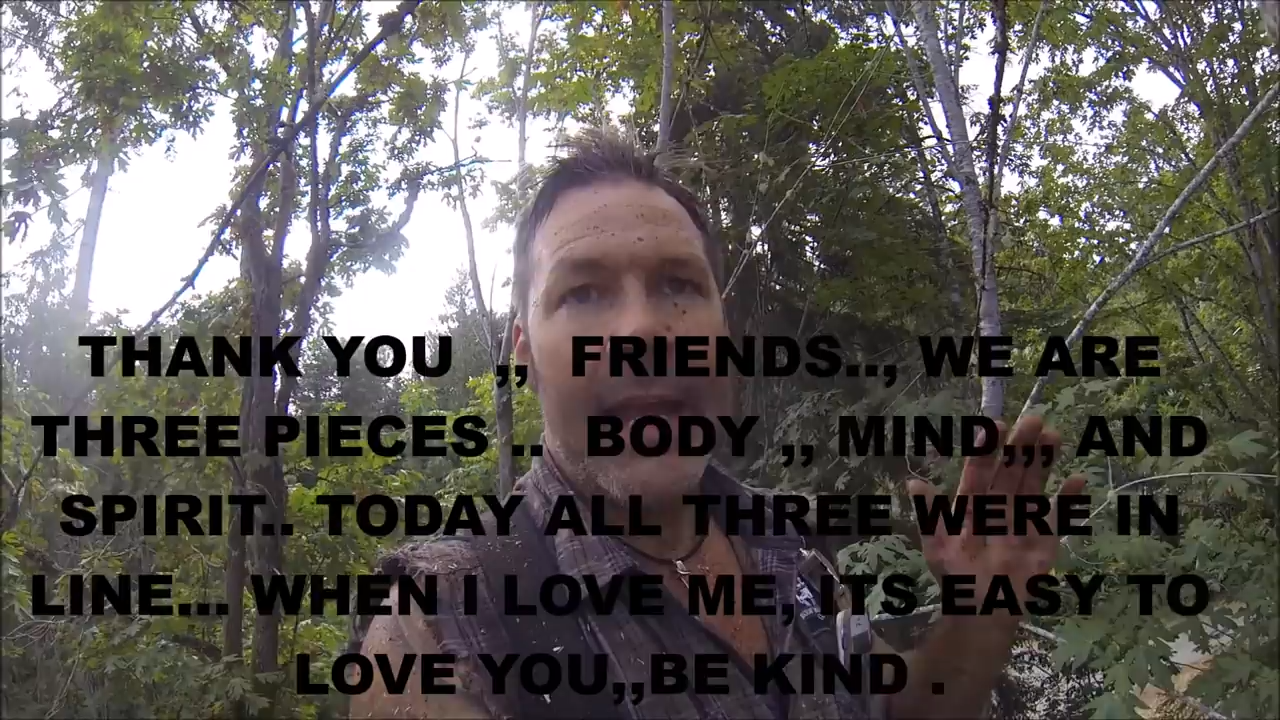 THANK YOU ,, FRIENDS.., WE ARE
THREE PIECES .. BODY ,, MIND,,, AND
SPIRIT.. TODAY ALL THREE WERE IN
LINE... WHEN I LOVE ME, ITS EASY TO
LOVE YOU,,BE KIND .